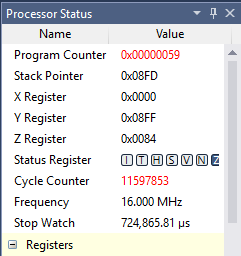 Processor Status
Name Value
Program Counter 0x00000059
Stack Pointer 0x08FD
X Register 0x0000
Y Register 0x08FF
Z Register 0x0084
Status Register I T H S V N Z
Cycle Counter 11597853
Frequency 16.000 MHz
Stop Watch 724,865.81 µs
Registers